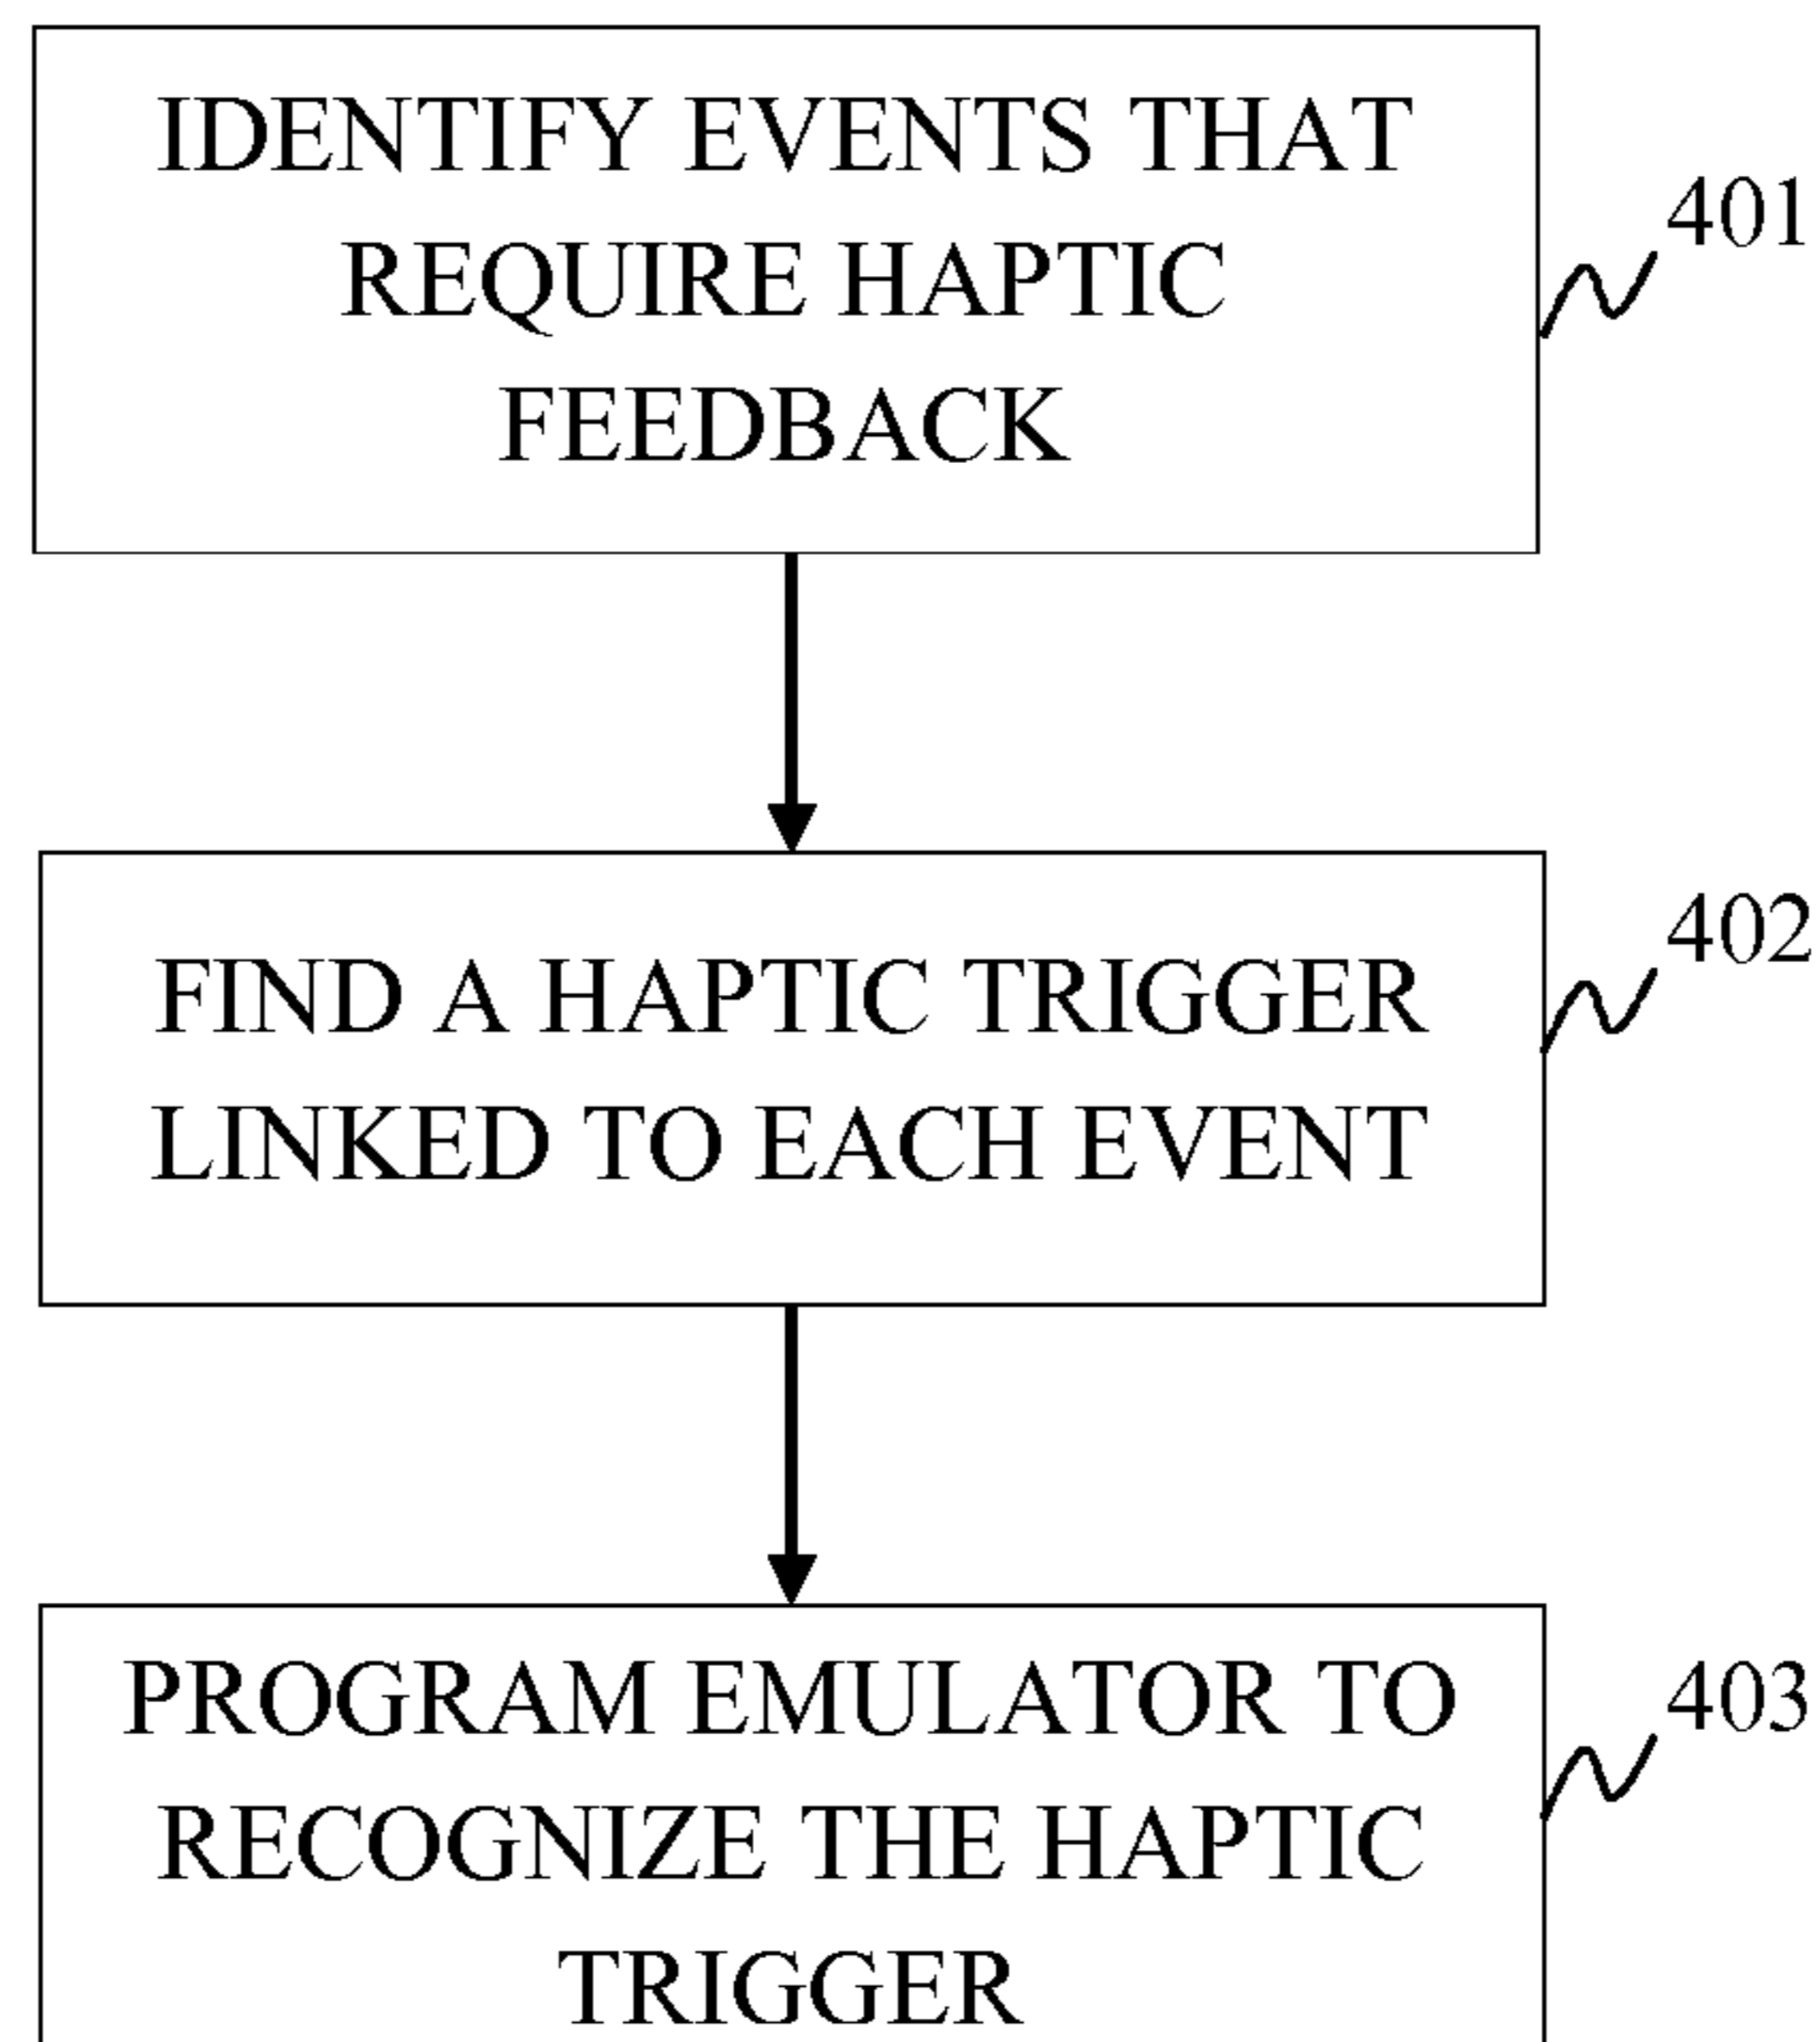 IDENTIFY EVENTS THAT
REQUIRE HAPTIC
FEEDBACK
401
FIND A HAPTIC TRIGGER
LINKED TO EACH EVENT
402
PROGRAM EMULATOR TO
RECOGNIZE THE HAPTIC
TRIGGER
403